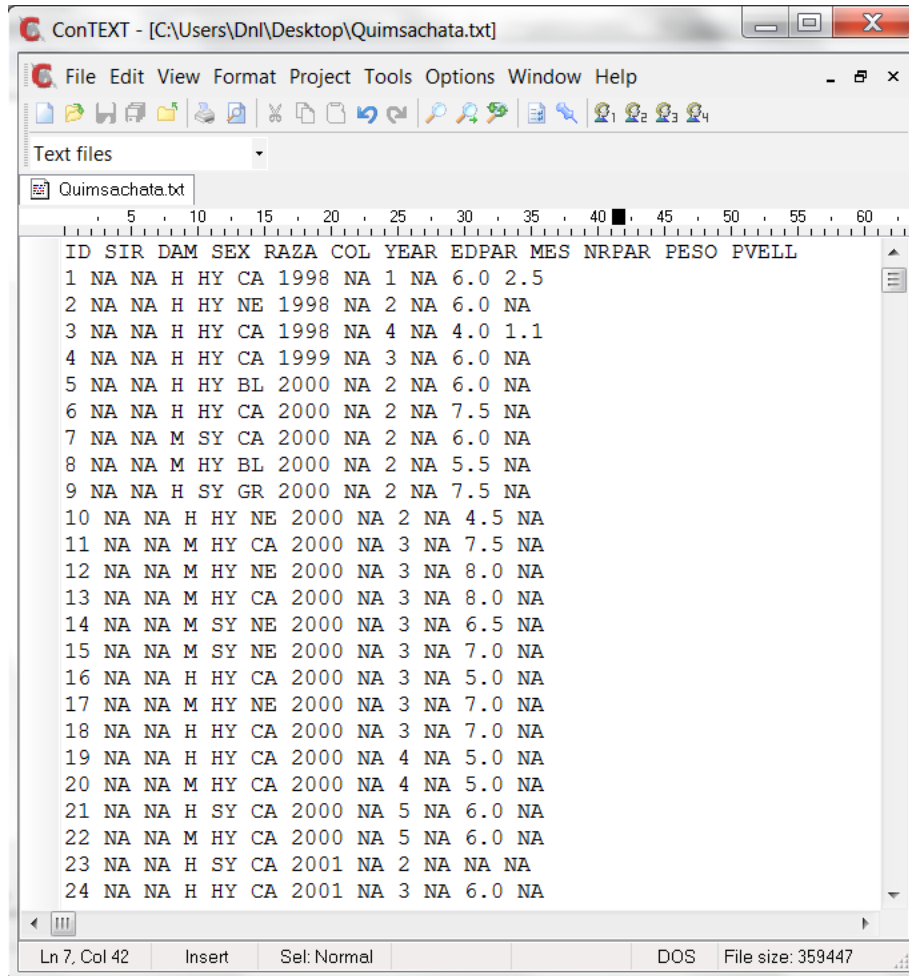 ConTEXT - [C:\Users\Dnl\Desktop\Quimsachata.txt]
File Edit View Format Project Tools Options Window Help
Text files
Quimsachata.txt
5 10 15 20 25 30 35 40 45 50 55 60
ID SIR DAM SEX RAZA COL YEAR EDPAR MES NRPAR PESO PVELL
1 NA NA H HY CA 1998 NA 1 NA 6.0 2.5
2 NA NA H HY NE 1998 NA 2 NA 6.0 NA
3 NA NA H HY CA 1998 NA 4 NA 4.0 1.1
4 NA NA H HY CA 1999 NA 3 NA 6.0 NA
5 NA NA H HY BL 2000 NA 2 NA 6.0 NA
6 NA NA H HY CA 2000 NA 2 NA 7.5 NA
7 NA NA M SY CA 2000 NA 2 NA 6.0 NA
8 NA NA M HY BL 2000 NA 2 NA 5.5 NA
9 NA NA H SY GR 2000 NA 2 NA 7.5 NA
10 NA NA H HY NE 2000 NA 2 NA 4.5 NA
11 NA NA M HY CA 2000 NA 3 NA 7.5 NA
12 NA NA M HY NE 2000 NA 3 NA 8.0 NA
13 NA NA M HY CA 2000 NA 3 NA 8.0 NA
14 NA NA M SY NE 2000 NA 3 NA 6.5 NA
15 NA NA M SY NE 2000 NA 3 NA 7.0 NA
16 NA NA H HY CA 2000 NA 3 NA 5.0 NA
17 NA NA M HY NE 2000 NA 3 NA 7.0 NA
18 NA NA H HY CA 2000 NA 3 NA 7.0 NA
19 NA NA H HY CA 2000 NA 4 NA 5.0 NA
20 NA NA M HY CA 2000 NA 4 NA 5.0 NA
21 NA NA H SY CA 2000 NA 5 NA 6.0 NA
22 NA NA M HY CA 2000 NA 5 NA 6.0 NA
23 NA NA H SY CA 2001 NA 2 NA NA NA
24 NA NA H HY CA 2001 NA 3 NA 6.0 NA
Ln 7, Col 42 Insert Sel: Normal DOS File size: 359447